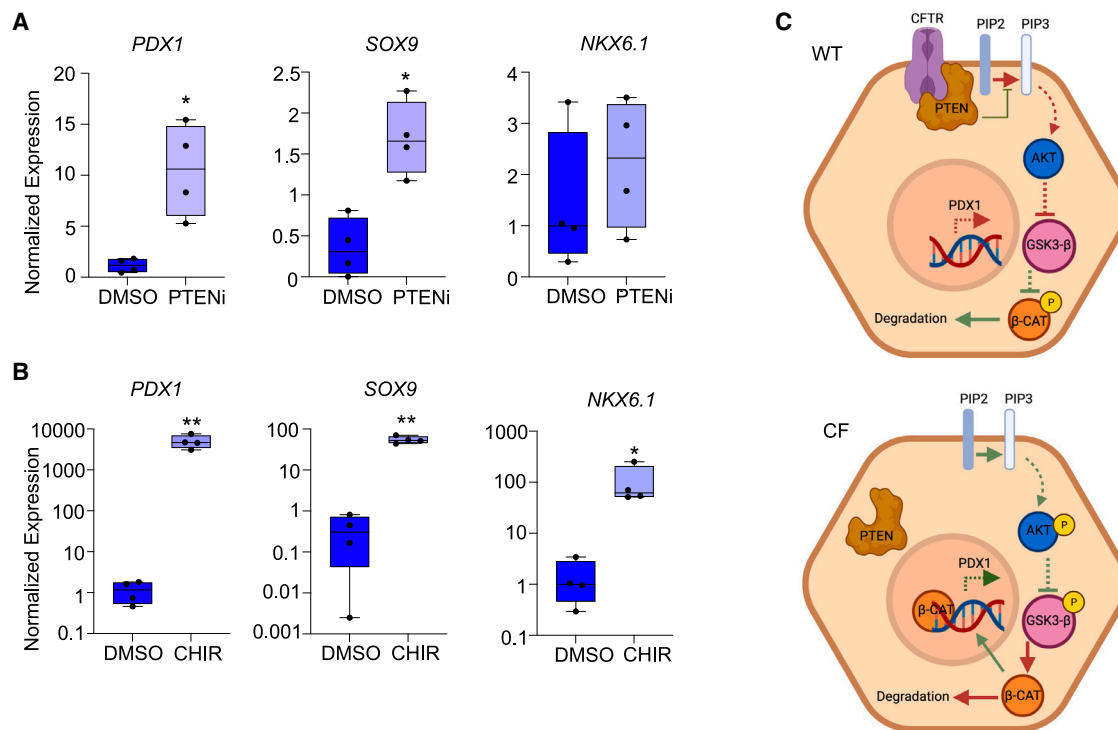 A
PDX1
SOX9
NKX6.1
Normalized Expression
20
15
10
5
0
*
DMSO PTENi
2.5
2
1.5
1
0.5
0
*
DMSO PTENi
4
3
2
1
0
DMSO PTENi
B
PDX1
SOX9
NKX6.1
Normalized Expression
10000
1000
100
10
1
0.1
**
DMSO CHIR
100
10
1
0.1
0.01
0.001
**
DMSO CHIR
1000
100
10
1
0.1
*
DMSO CHIR
C
WT
CFTR
PIP2
PIP3
PTEN
AKT
PDX1
GSK3-β
P
β-CAT
Degradation
CF
PIP2
PIP3
PTEN
P
AKT
PDX1
P
β-CAT
GSK3-β
β-CAT
Degradation